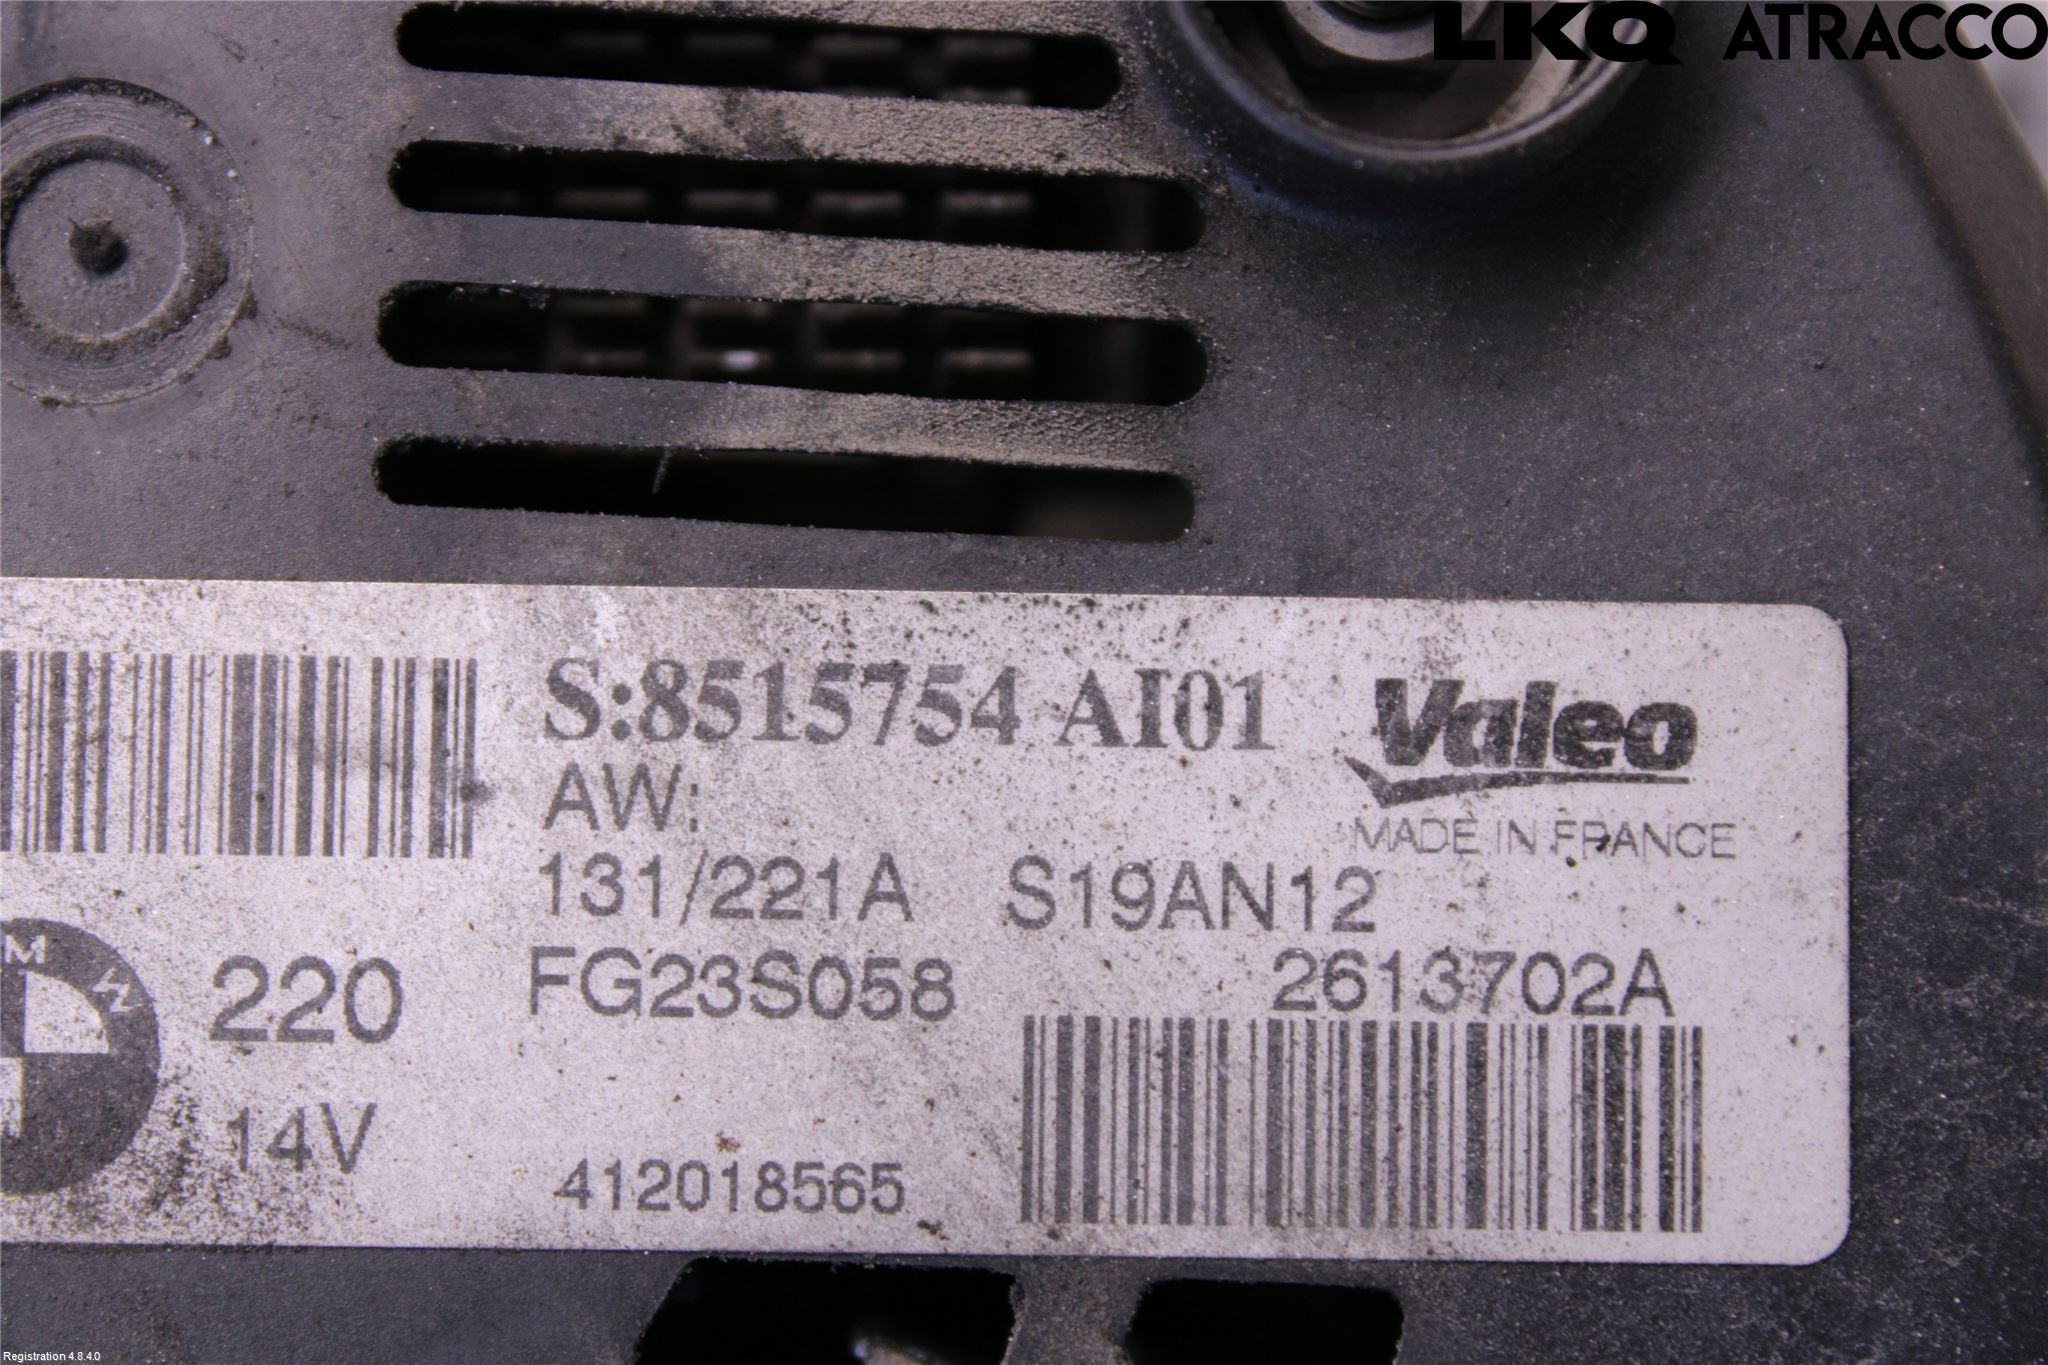 LKQ ATRACCO
S:8515754 AI01
Valeo
AW:
MADE IN FRANCE
131/221A S19AN12
M W
220
FG23S058
2613702A
14V
412018565
Registration 4.8.4.0